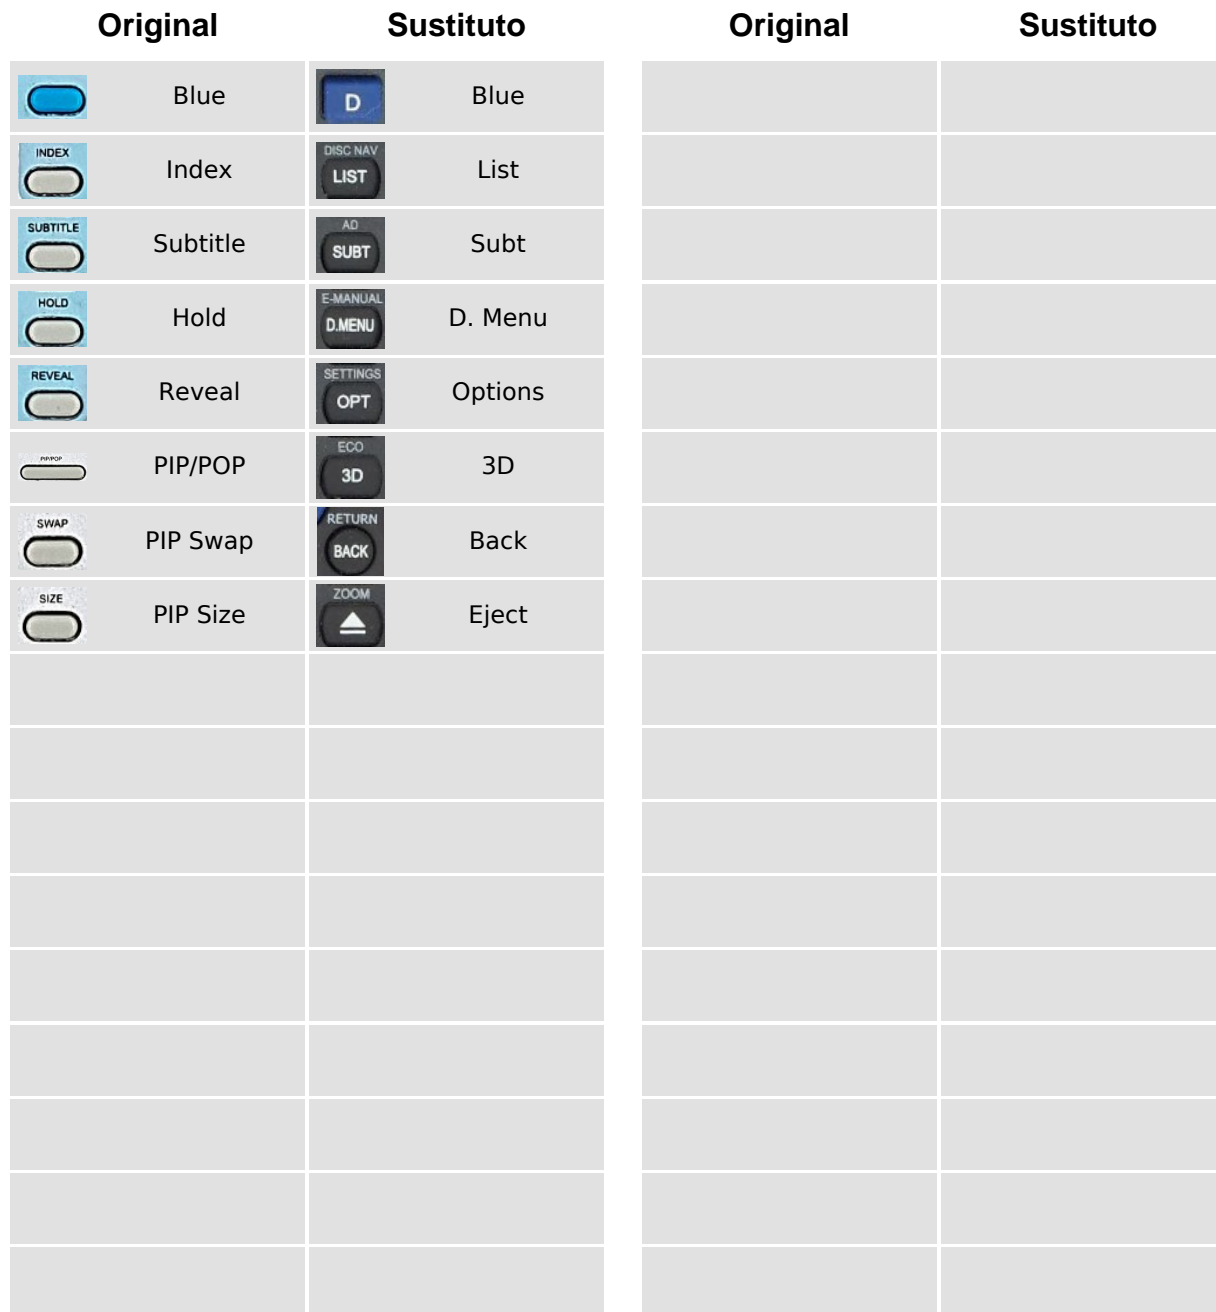 Original Sustituto Original Sustituto
Blue D Blue
INDEX Index DISC NAV LIST List
SUBTITLE Subtitle AD SUBT Subt
HOLD Hold E-MANUAL D.MENU D. Menu
REVEAL Reveal SETTINGS OPT Options
PIP/POP PIP/POP ECO 3D 3D
SWAP PIP Swap RETURN BACK Back
SIZE PIP Size ZOOM Eject